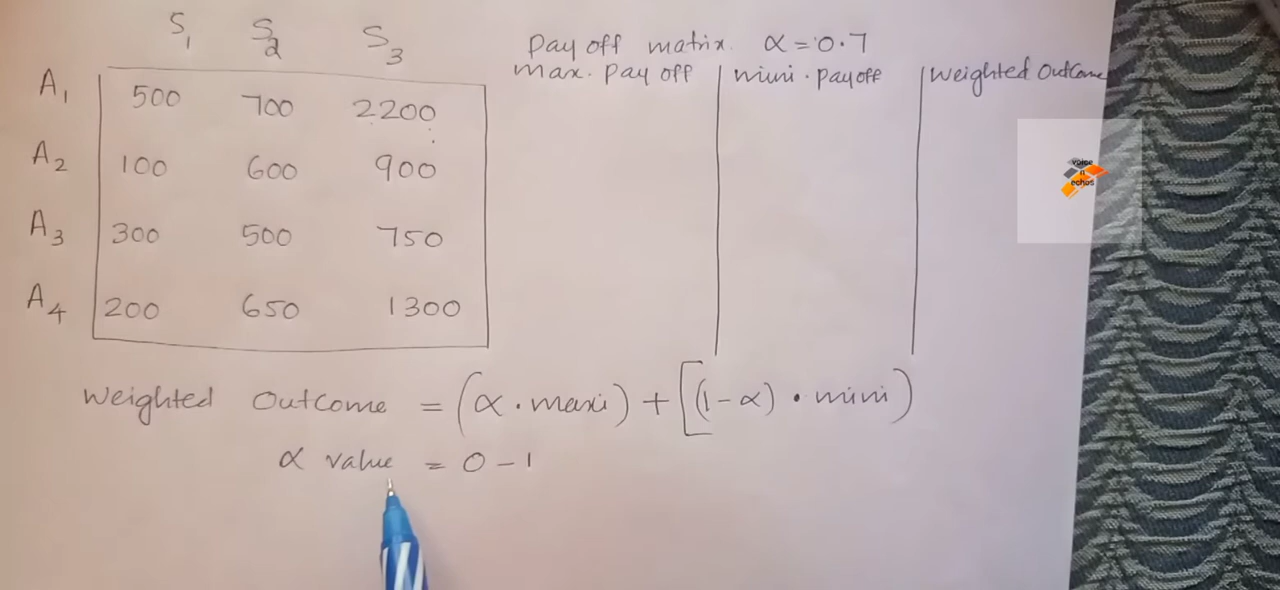 S1 S2 S3
Pay off matrix. α = 0.7
max. pay off mini. payoff Weighted Outcome
A1 500 700 2200
A2 100 600 900
A3 300 500 750
A4 200 650 1300
voice
n
echos
Weighted Outcome = (α . maxi) + [(1-α) . mini)
α value = 0-1